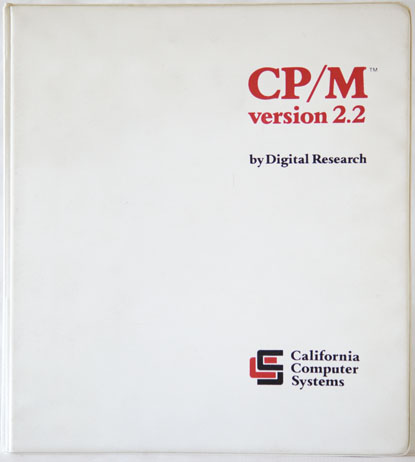 CP/M™
version 2.2
by Digital Research
California
Computer
Systems